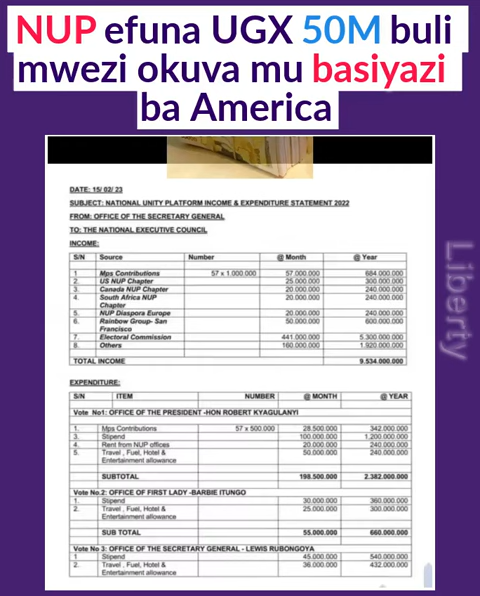 NUP efuna UGX 50M buli
mwezi okuva mu basiyazi
ba America
DATE: 15/ 02/ 23
SUBJECT: NATIONAL UNITY PLATFORM INCOME & EXPENDITURE STATEMENT 2022
FROM: OFFICE OF THE SECRETARY GENERAL
TO: THE NATIONAL EXECUTIVE COUNCIL
INCOME:
S/N Source Number @ Month @ Year
1 Mps Contributions 57 x 1.000.000 57.000.000 684.000.000
2. US NUP Chapter 25.000.000 300.000.000
3. Canada NUP Chapter 20.000.000 240.000.000
4. South Africa NUP 20.000.000 240.000.000
Chapter
5. NUP Diaspora Europe 20.000.000 240.000.000
6. Rainbow Group- San 50.000.000 600.000.000
Francisco
7. Electoral Commission 441.000.000 5.300.000.000
8. Others 160.000.000 1.920.000.000
TOTAL INCOME 9.534.000.000
EXPENDITURE:
S/N ITEM NUMBER @ MONTH @ YEAR
Vote No1: OFFICE OF THE PRESIDENT -HON ROBERT KYAGULANYI
1. Mps Contributions 57 x 500.000 28.500.000 342.000.000
3. Stipend 100.000.000 1,200.000.000
4. Rent from NUP offices 20.000.000 240.000.000
5. Travel , Fuel, Hotel & 50.000.000 240.000.000
Entertainment allowance
SUBTOTAL 198.500.000 2.382.000.000
Vote No.2: OFFICE OF FIRST LADY -BARBIE ITUNGO
1. Stipend 30.000.000 360.000.000
2. Travel , Fuel, Hotel & 25.000.000 300.000.000
Entertainment allowance
SUB TOTAL 55.000.000 660.000.000
Vote No 3: OFFICE OF THE SECRETARY GENERAL - LEWIS RUBONGOYA
1 Stipend 45.000.000 540.000.000
2. Travel , Fuel, Hotel & 36.000.000 432.000.000
Entertainment allowance
Liberty